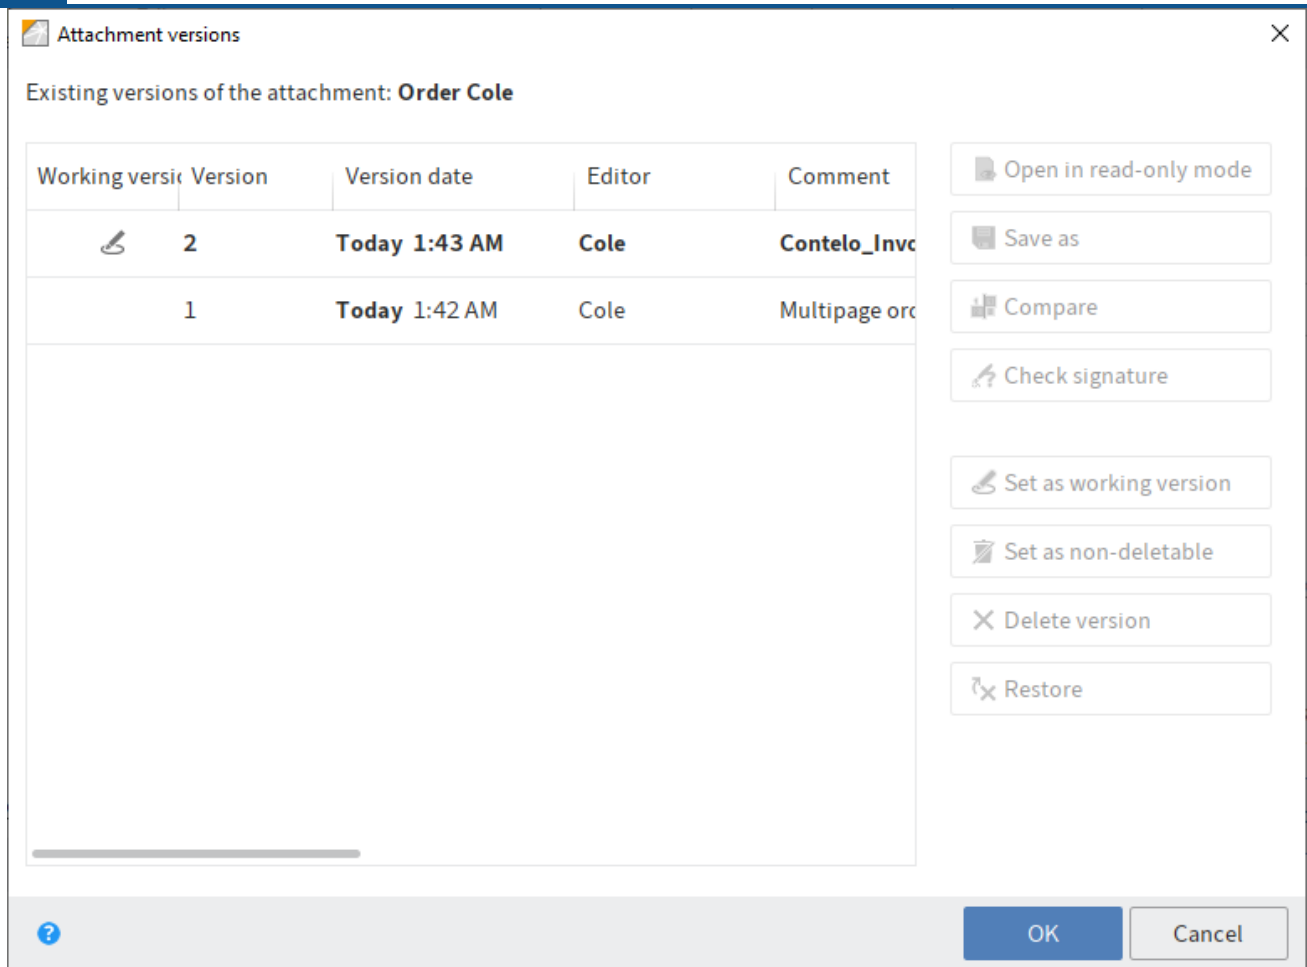 Attachment versions
Existing versions of the attachment: Order Cole
Working versic Version Version date Editor Comment
2 Today 1:43 AM Cole Contelo_Invc
1 Today 1:42 AM Cole Multipage orc
Open in read-only mode
Save as
Compare
Check signature
Set as working version
Set as non-deletable
Delete version
Restore
? OK Cancel